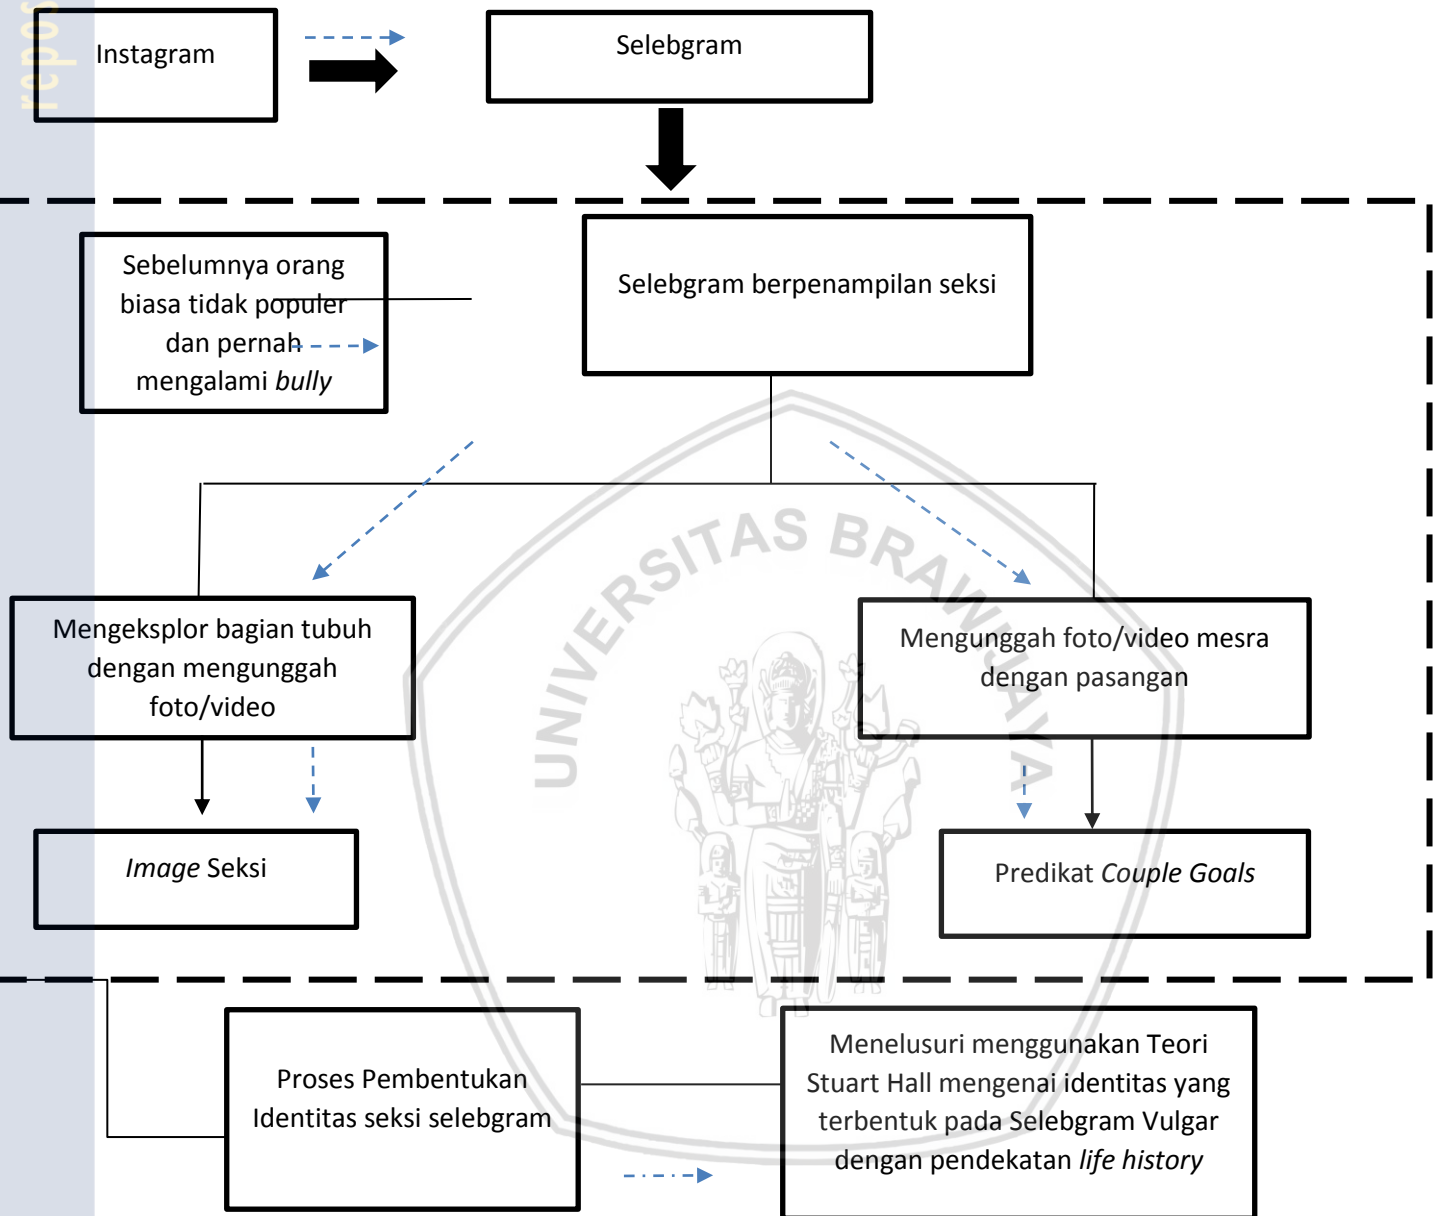 repos
Instagram
Selebgram
Sebelumnya orang
biasa tidak populer
dan pernah
mengalami bully
Selebgram berpenampilan seksi
UNIVERSITAS BRAWIJAYA
Mengeksplor bagian tubuh
dengan mengunggah
foto/video
Mengunggah foto/video mesra
dengan pasangan
Image Seksi
Predikat Couple Goals
Proses Pembentukan
Identitas seksi selebgram
Menelusuri menggunakan Teori
Stuart Hall mengenai identitas yang
terbentuk pada Selebgram Vulgar
dengan pendekatan life history